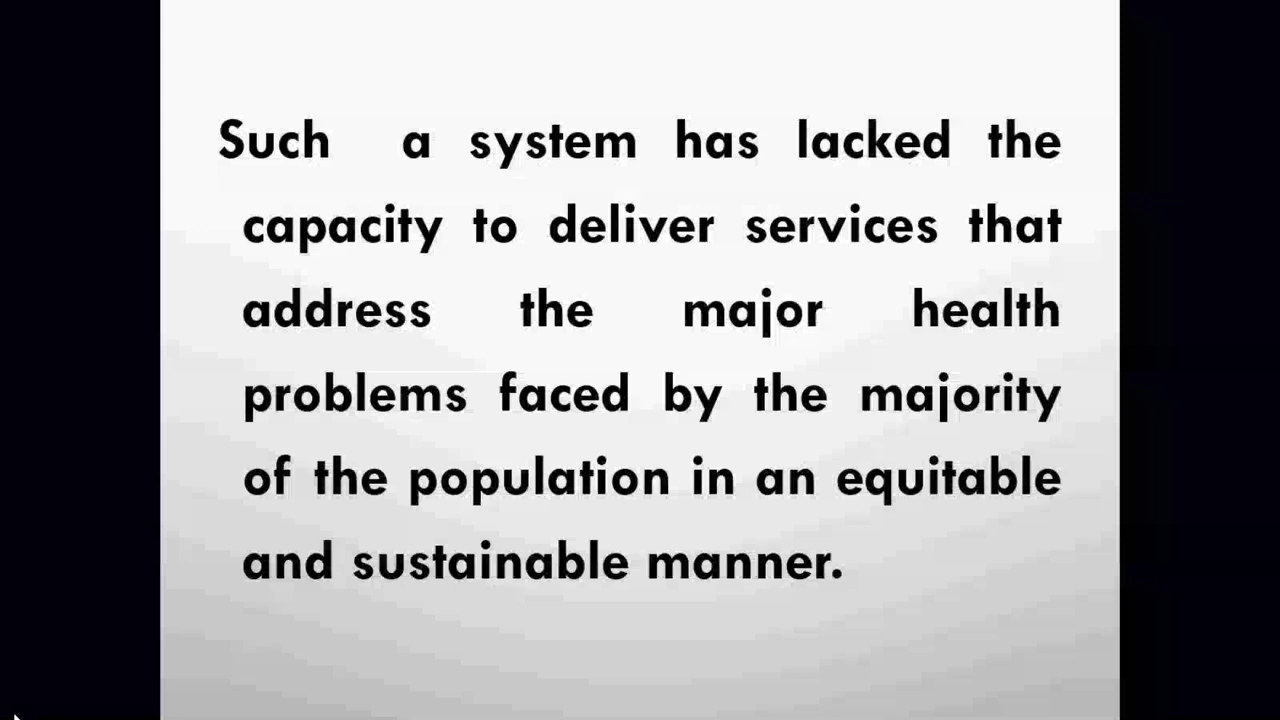 Such a system has lacked the
capacity to deliver services that
address the major health
problems faced by the majority
of the population in an equitable
and sustainable manner.